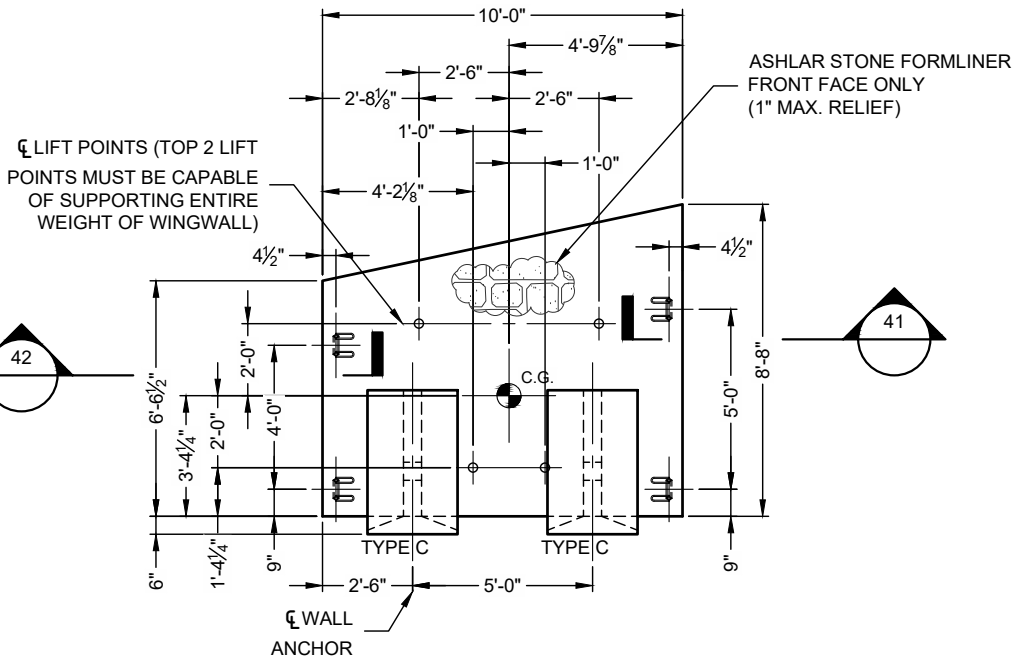 10'-0"
4'-9⅞"
2'-6"
ASHLAR STONE FORMLINER
FRONT FACE ONLY
(1" MAX. RELIEF)
2'-8⅛"
2'-6"
1'-0"
℄ LIFT POINTS (TOP 2 LIFT
POINTS MUST BE CAPABLE
OF SUPPORTING ENTIRE
WEIGHT OF WINGWALL)
1'-0"
4'-2⅛"
4½"
4½"
42
41
2'-0"
6'-6½"
3'-4¼"
2'-0"
4'-0"
C.G.
5'-0"
8'-8"
6"
1'-4¼"
9"
TYPE C
TYPE C
9"
2'-6"
5'-0"
℄ WALL
ANCHOR